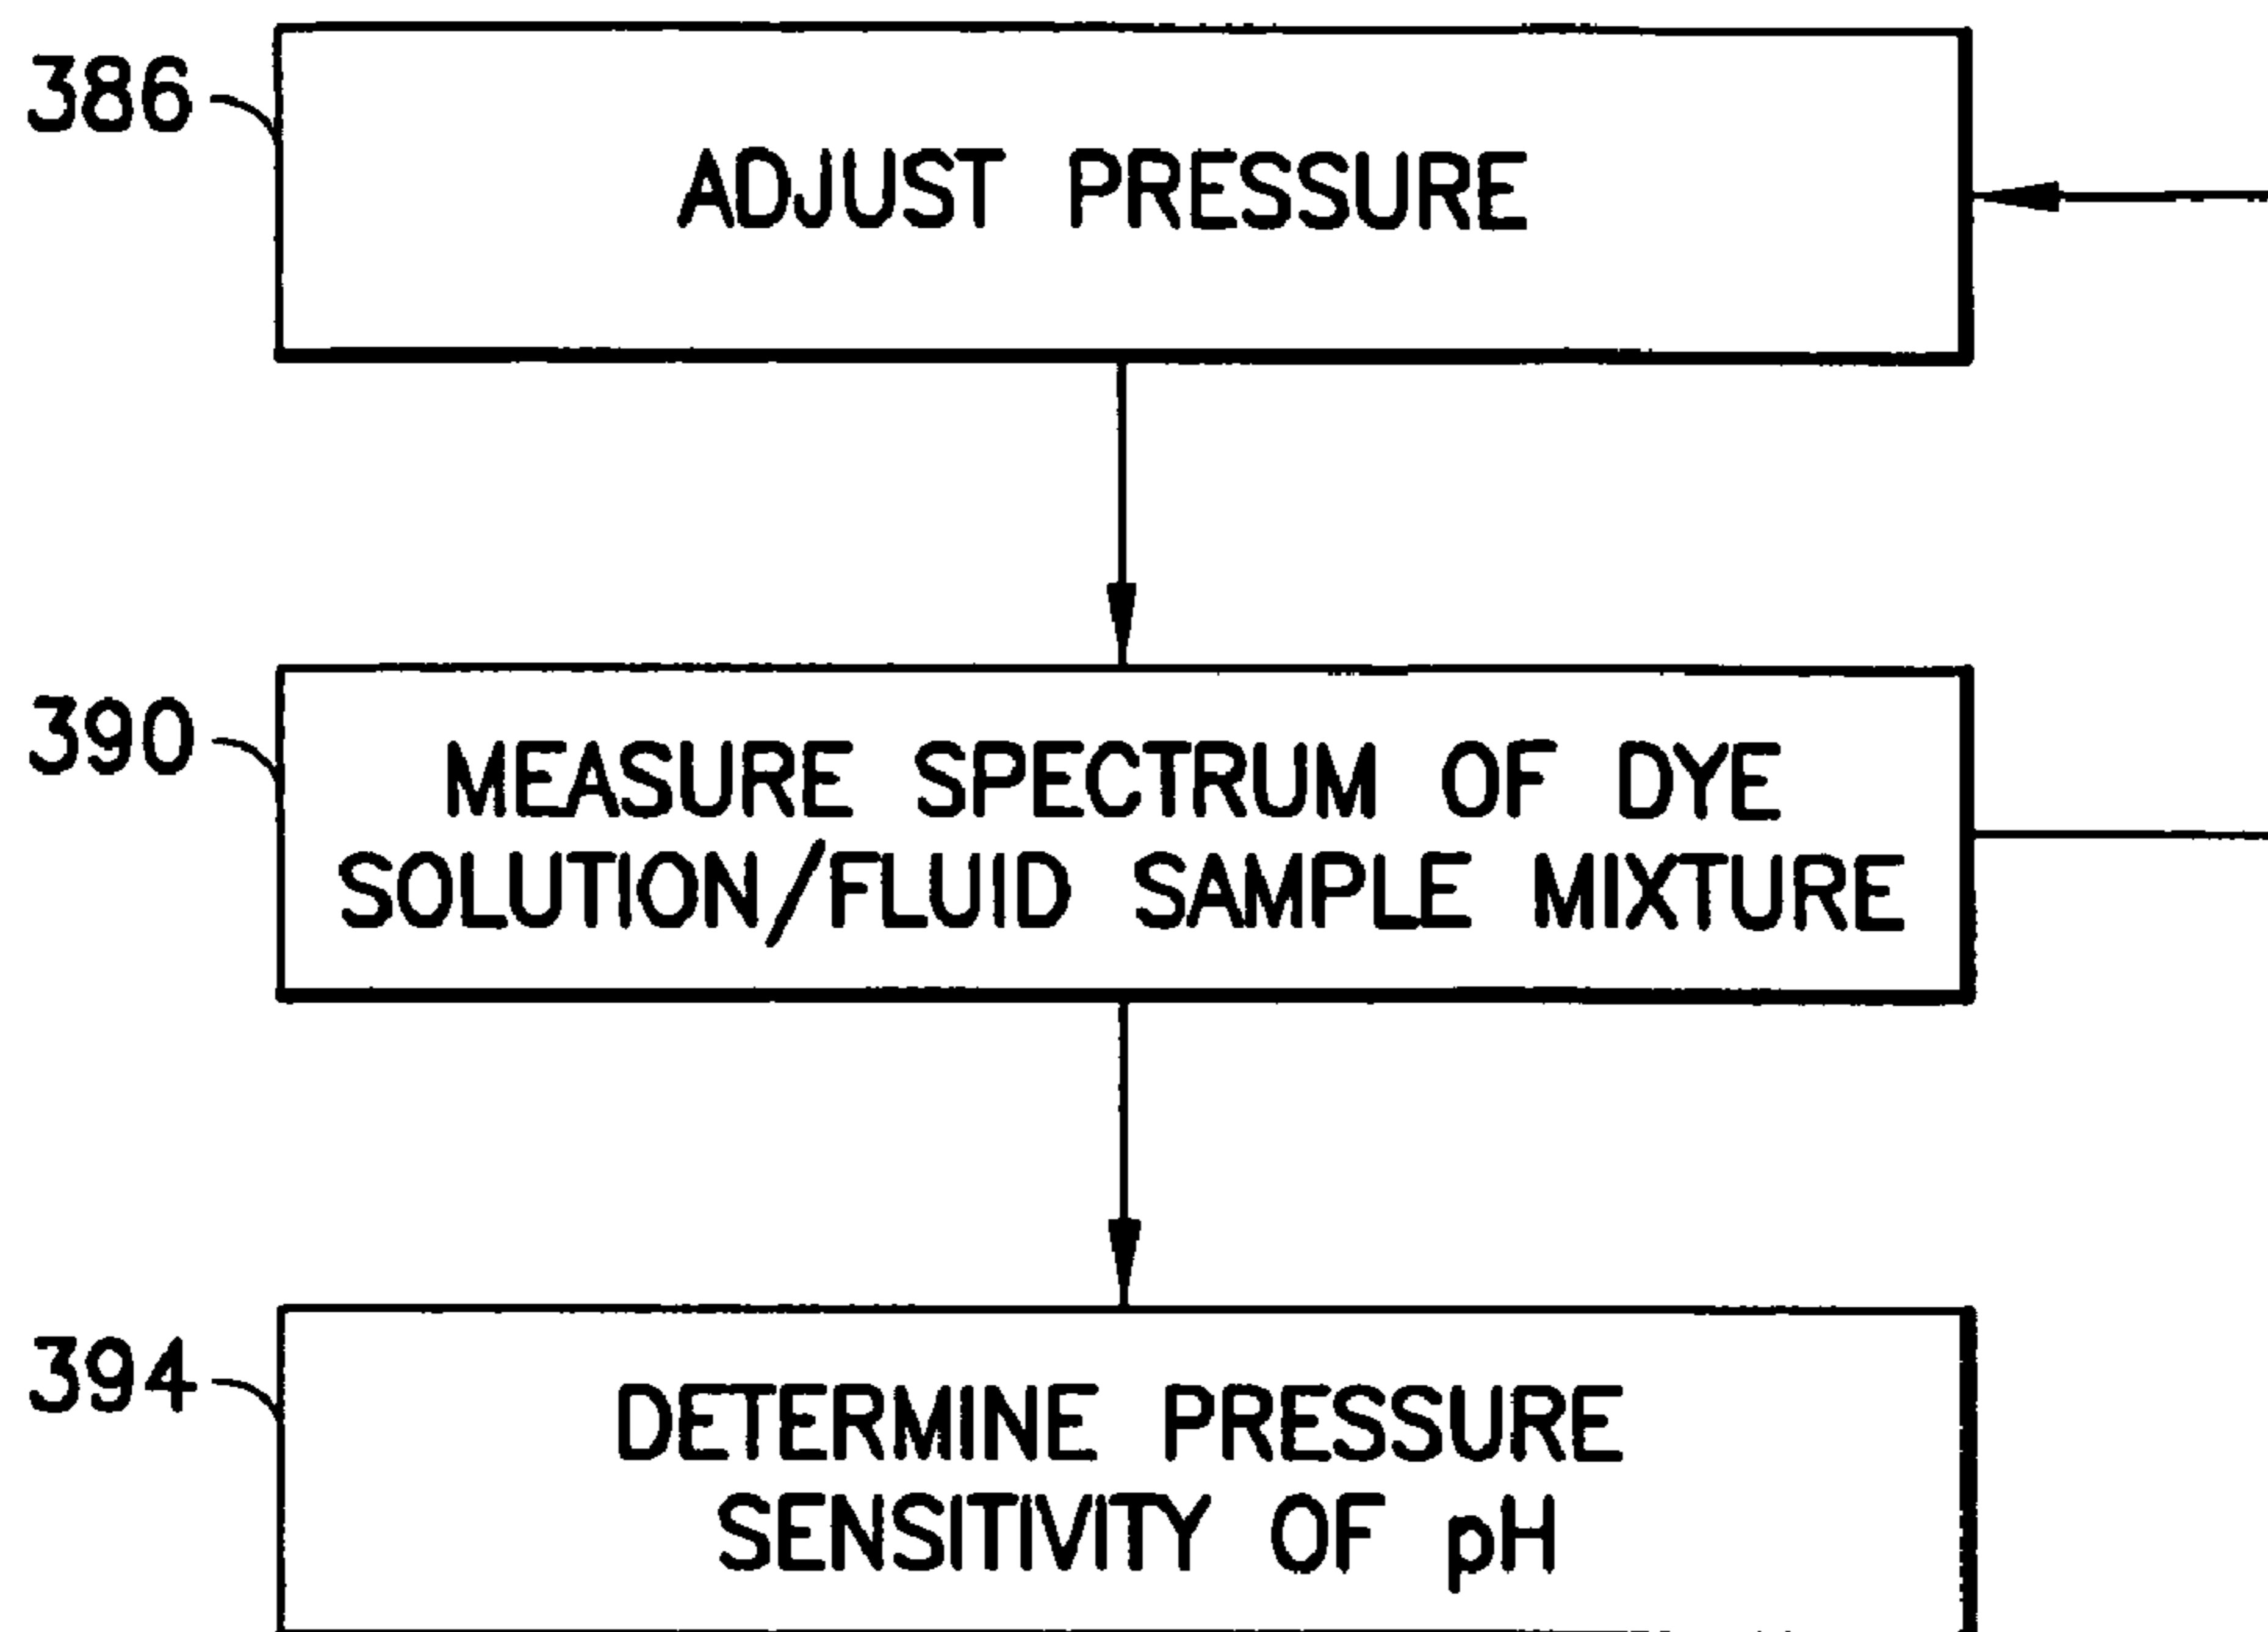 386
ADJUST PRESSURE
390
MEASURE SPECTRUM OF DYE
SOLUTION/FLUID SAMPLE MIXTURE
394
DETERMINE PRESSURE
SENSITIVITY OF pH